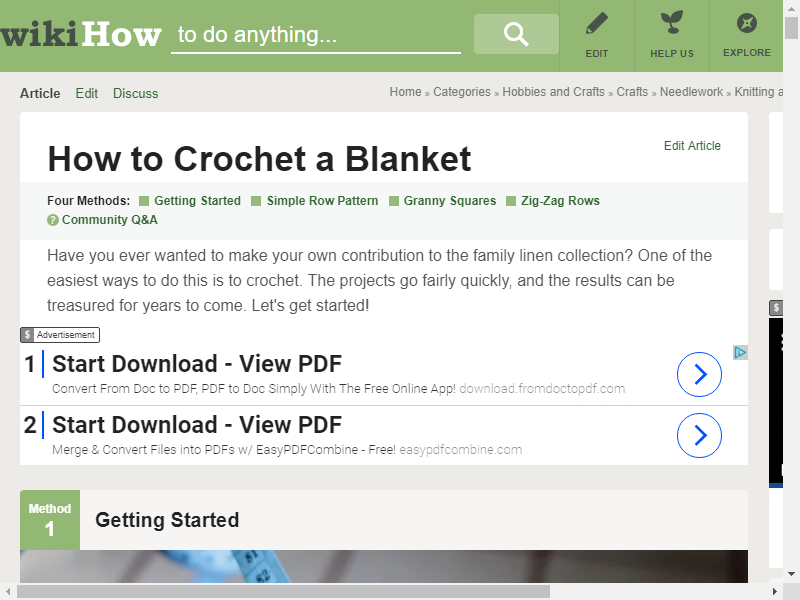 wikiHow to do anything... EDIT HELP US EXPLORE
Article Edit Discuss Home » Categories » Hobbies and Crafts » Crafts » Needlework » Knitting a
How to Crochet a Blanket
Edit Article
Four Methods: Getting Started Simple Row Pattern Granny Squares Zig-Zag Rows
? Community Q&A
Have you ever wanted to make your own contribution to the family linen collection? One of the
easiest ways to do this is to crochet. The projects go fairly quickly, and the results can be
treasured for years to come. Let's get started!
$ Advertisement
$
1 Start Download - View PDF
Convert From Doc to PDF, PDF to Doc Simply With The Free Online App! download.fromdoctopdf.com
2 Start Download - View PDF
Merge & Convert Files into PDFs w/ EasyPDFCombine - Free! easypdfcombine.com
Method
1
Getting Started
82